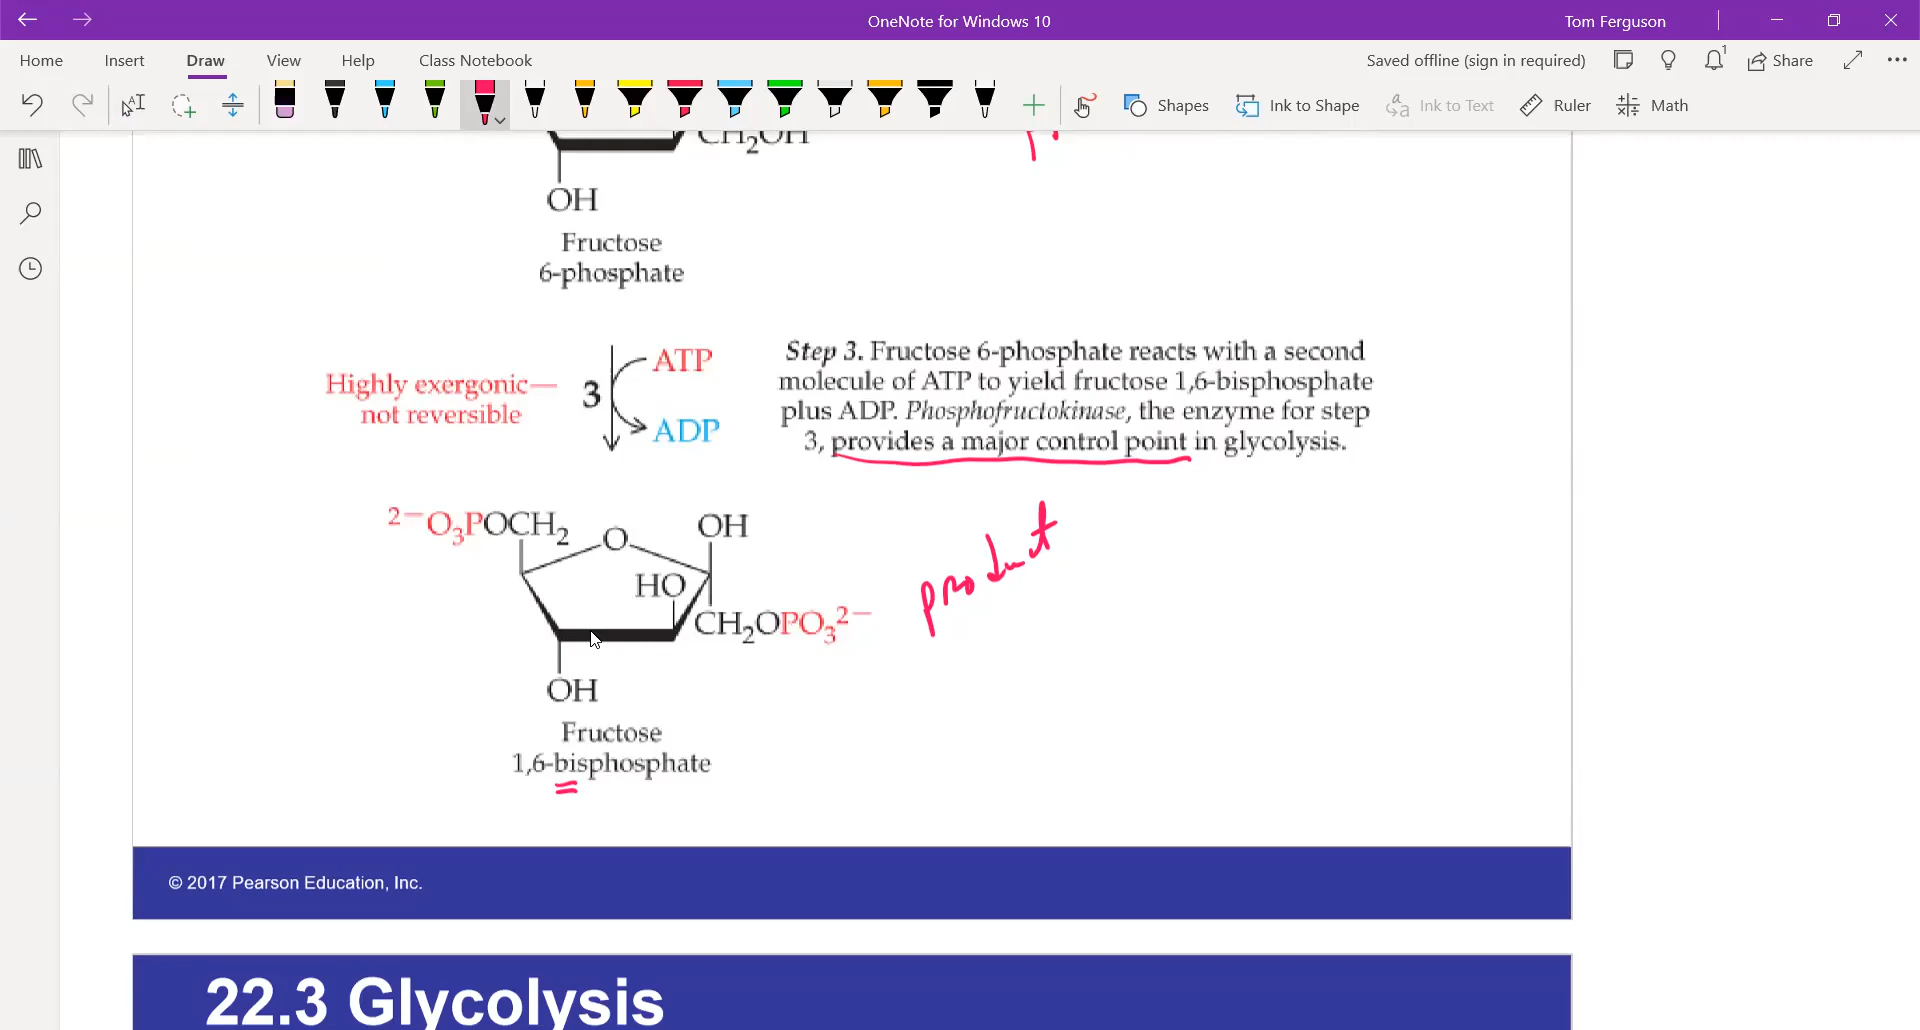 OneNote for Windows 10
Tom Ferguson
Home Insert Draw View Help Class Notebook
Saved offline (sign in required) 1 Share
Shapes Ink to Shape Ink to Text Ruler Math
CH2OH
OH
Fructose
6-phosphate
Highly exergonic—
not reversible
3
ATP
ADP
Step 3. Fructose 6-phosphate reacts with a second
molecule of ATP to yield fructose 1,6-bisphosphate
plus ADP. Phosphofructokinase, the enzyme for step
3, provides a major control point in glycolysis.
2−O3POCH2
O
OH
HO
CH2OPO3 2−
product
OH
Fructose
1,6-bisphosphate
© 2017 Pearson Education, Inc.
22.3 Glycolysis